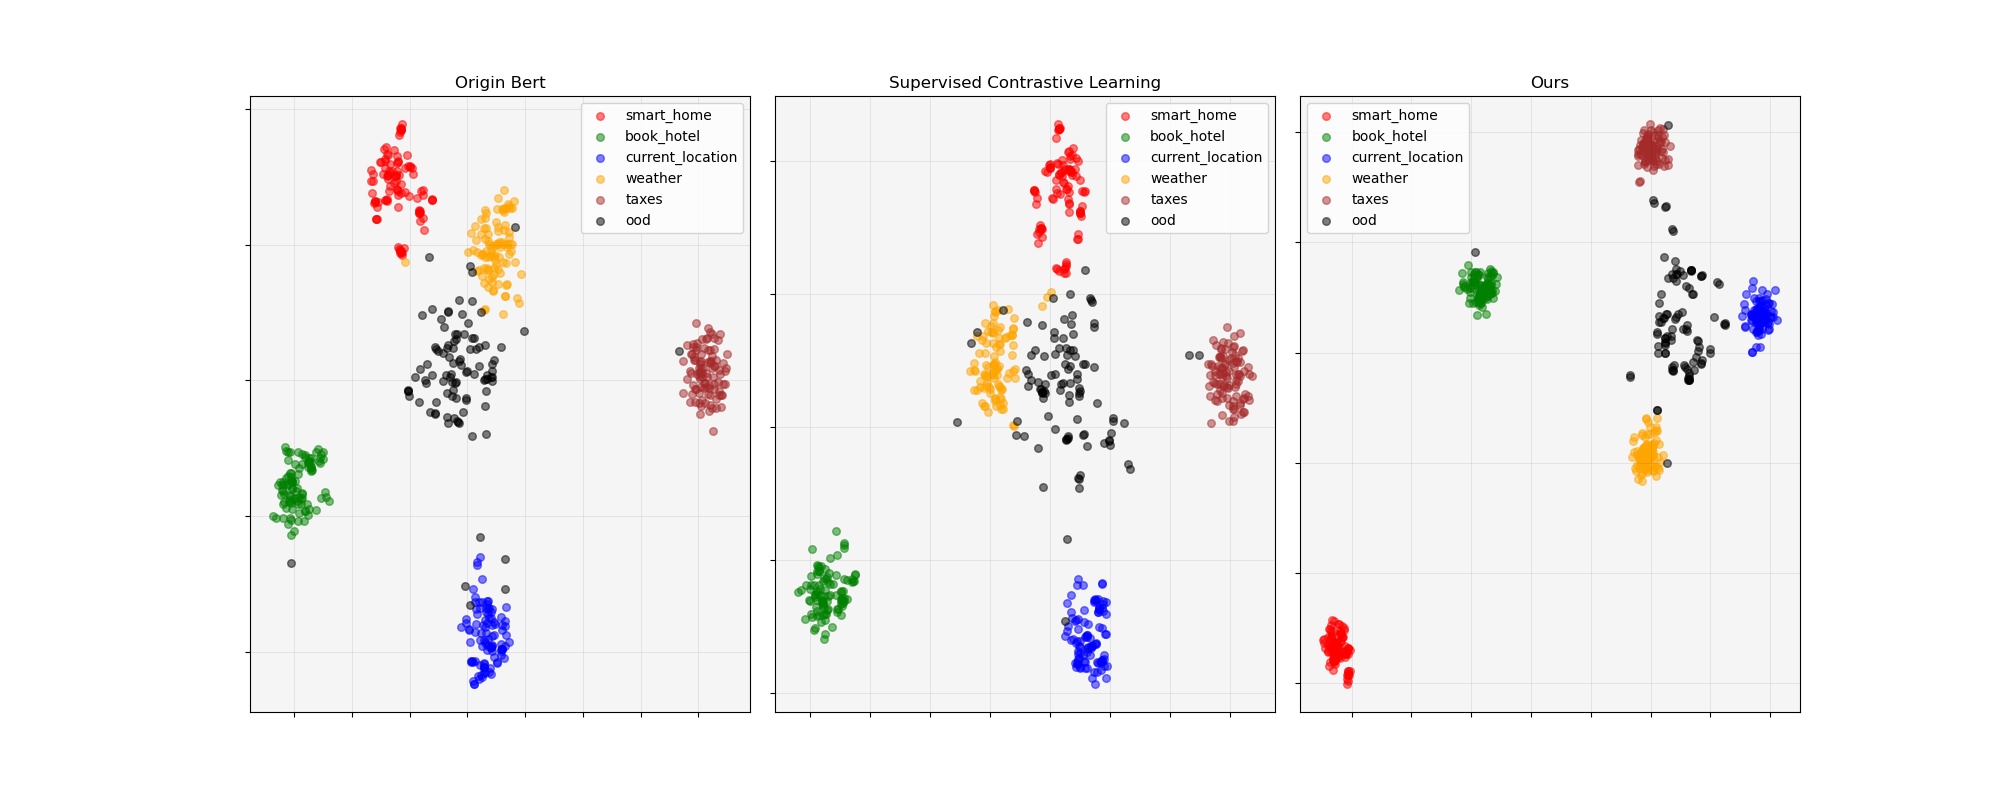 Origin Bert
smart_home
book_hotel
current_location
weather
taxes
ood
Supervised Contrastive Learning
smart_home
book_hotel
current_location
weather
taxes
ood
Ours
smart_home
book_hotel
current_location
weather
taxes
ood